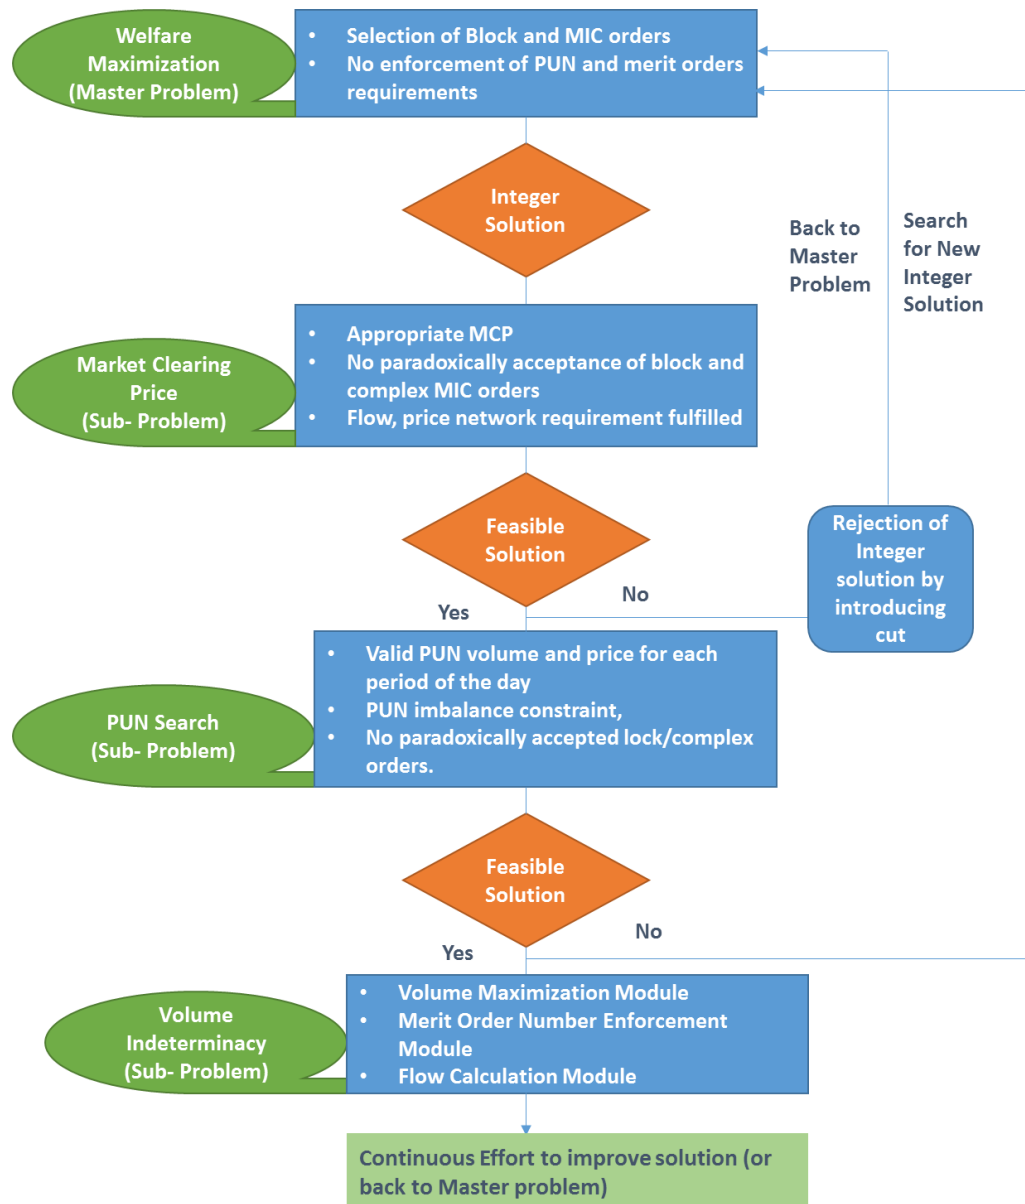 Welfare
Maximization
(Master Problem)
• Selection of Block and MIC orders
• No enforcement of PUN and merit orders
requirements
Integer
Solution
Back to
Master
Problem
Search
for New
Integer
Solution
Market Clearing
Price
(Sub- Problem)
• Appropriate MCP
• No paradoxically acceptance of block and
complex MIC orders
• Flow, price network requirement fulfilled
Feasible
Solution
Rejection of
Integer
solution by
introducing
cut
Yes
No
PUN Search
(Sub- Problem)
• Valid PUN volume and price for each
period of the day
• PUN imbalance constraint,
• No paradoxically accepted lock/complex
orders.
Feasible
Solution
Yes
No
Volume
Indeterminacy
(Sub- Problem)
• Volume Maximization Module
• Merit Order Number Enforcement
Module
• Flow Calculation Module
Continuous Effort to improve solution (or
back to Master problem)